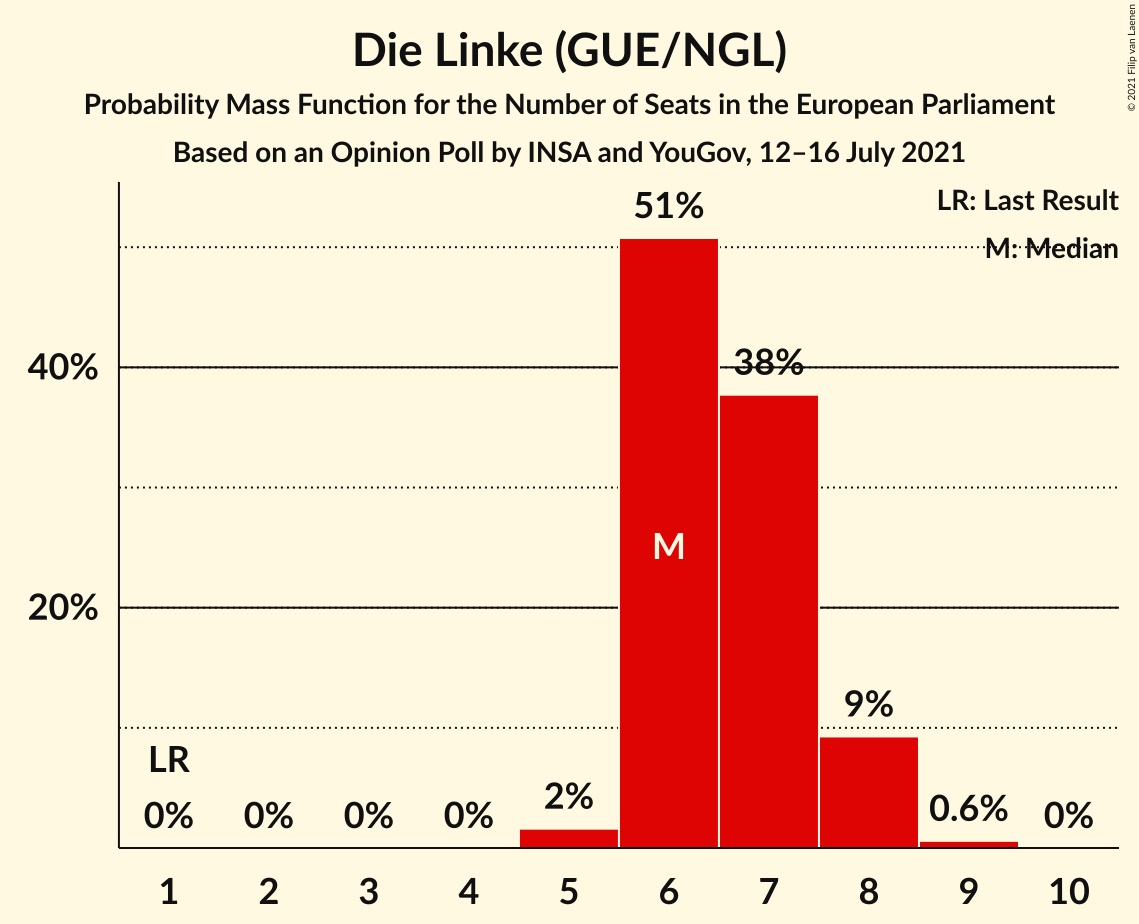 Die Linke (GUE/NGL)
Probability Mass Function for the Number of Seats in the European Parliament
Based on an Opinion Poll by INSA and YouGov, 12–16 July 2021
© 2021 Filip van Laenen
LR: Last Result
M: Median
51%
38%
40%
M
20%
9%
LR
0% 0% 0% 0% 2% 0.6% 0%
1 2 3 4 5 6 7 8 9 10